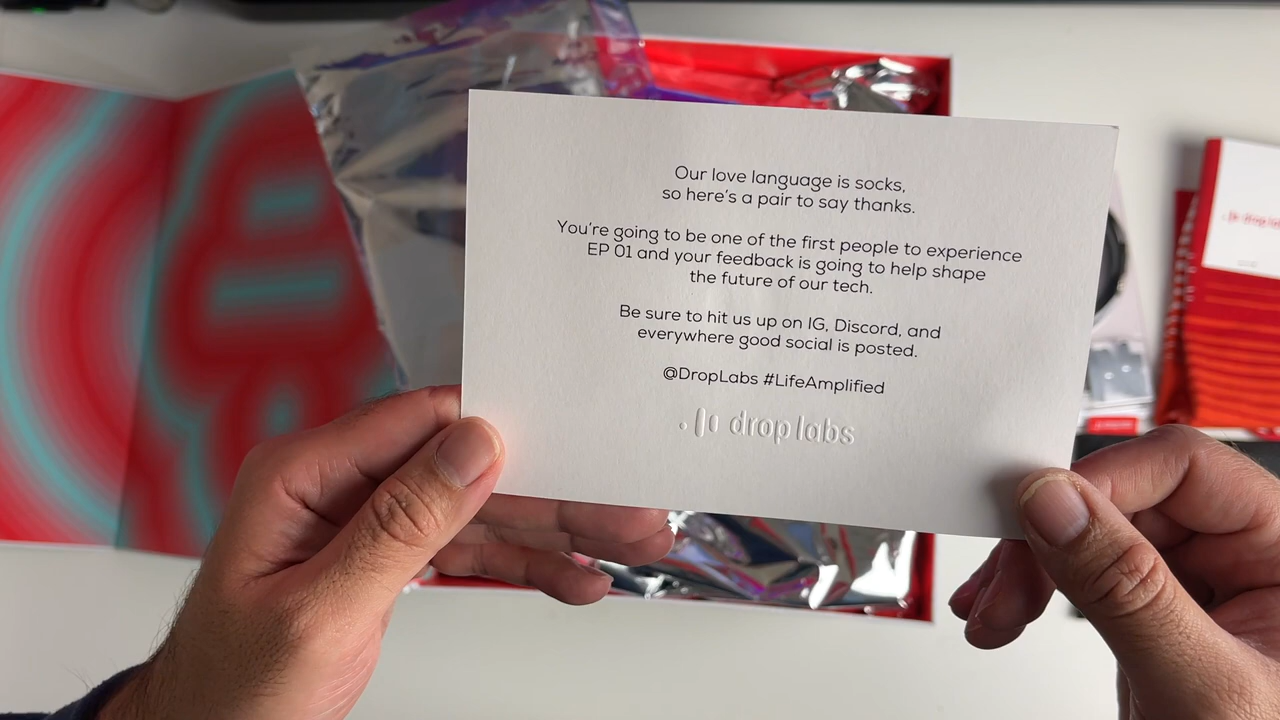 Our love language is socks,
so here's a pair to say thanks.
You're going to be one of the first people to experience
EP 01 and your feedback is going to help shape
the future of our tech.
Be sure to hit us up on IG, Discord, and
everywhere good social is posted.
@DropLabs #LifeAmplified
drop labs